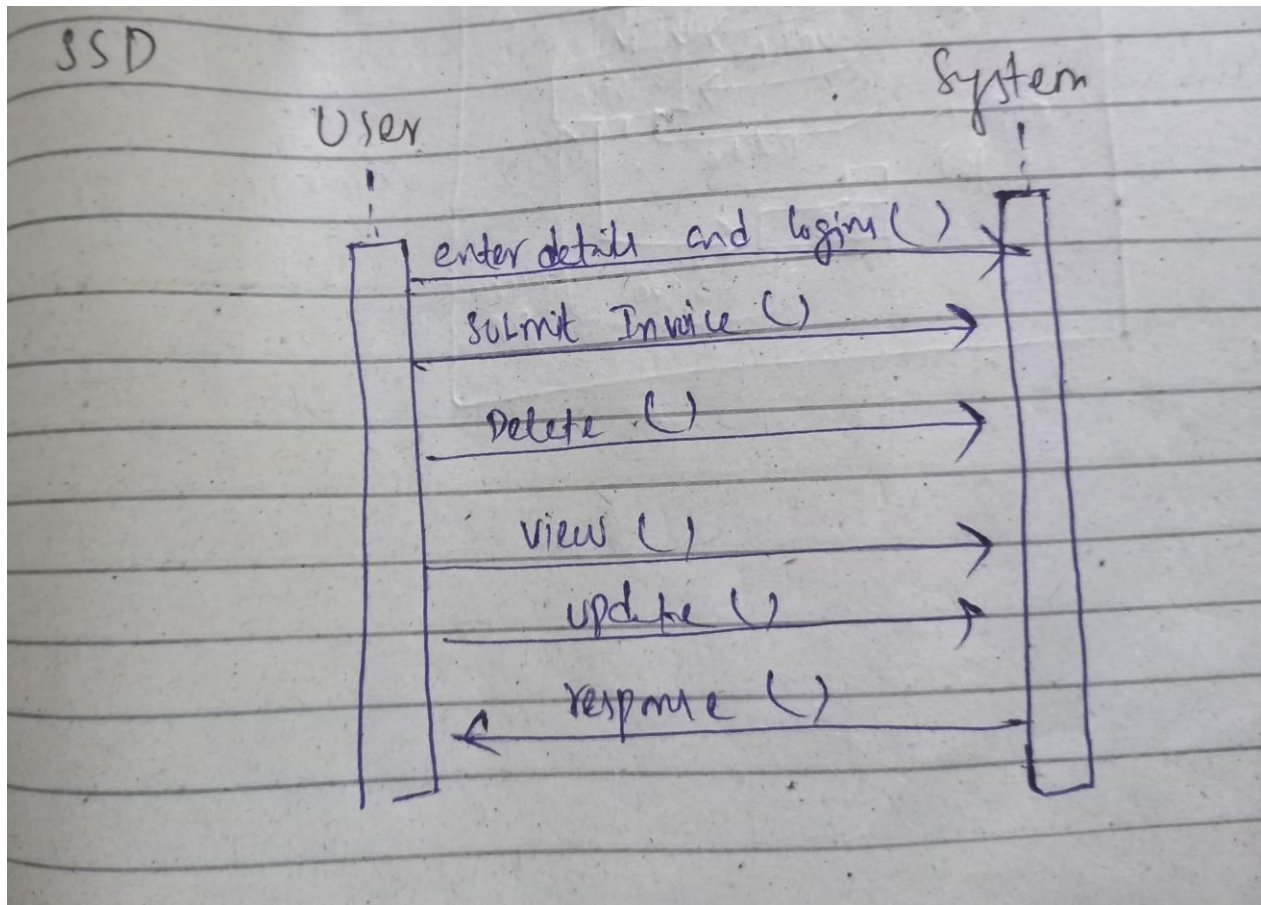 SSD
System
User
enter details and login ()
Submit Invoice ()
Delete ()
View ()
update ()
response ()